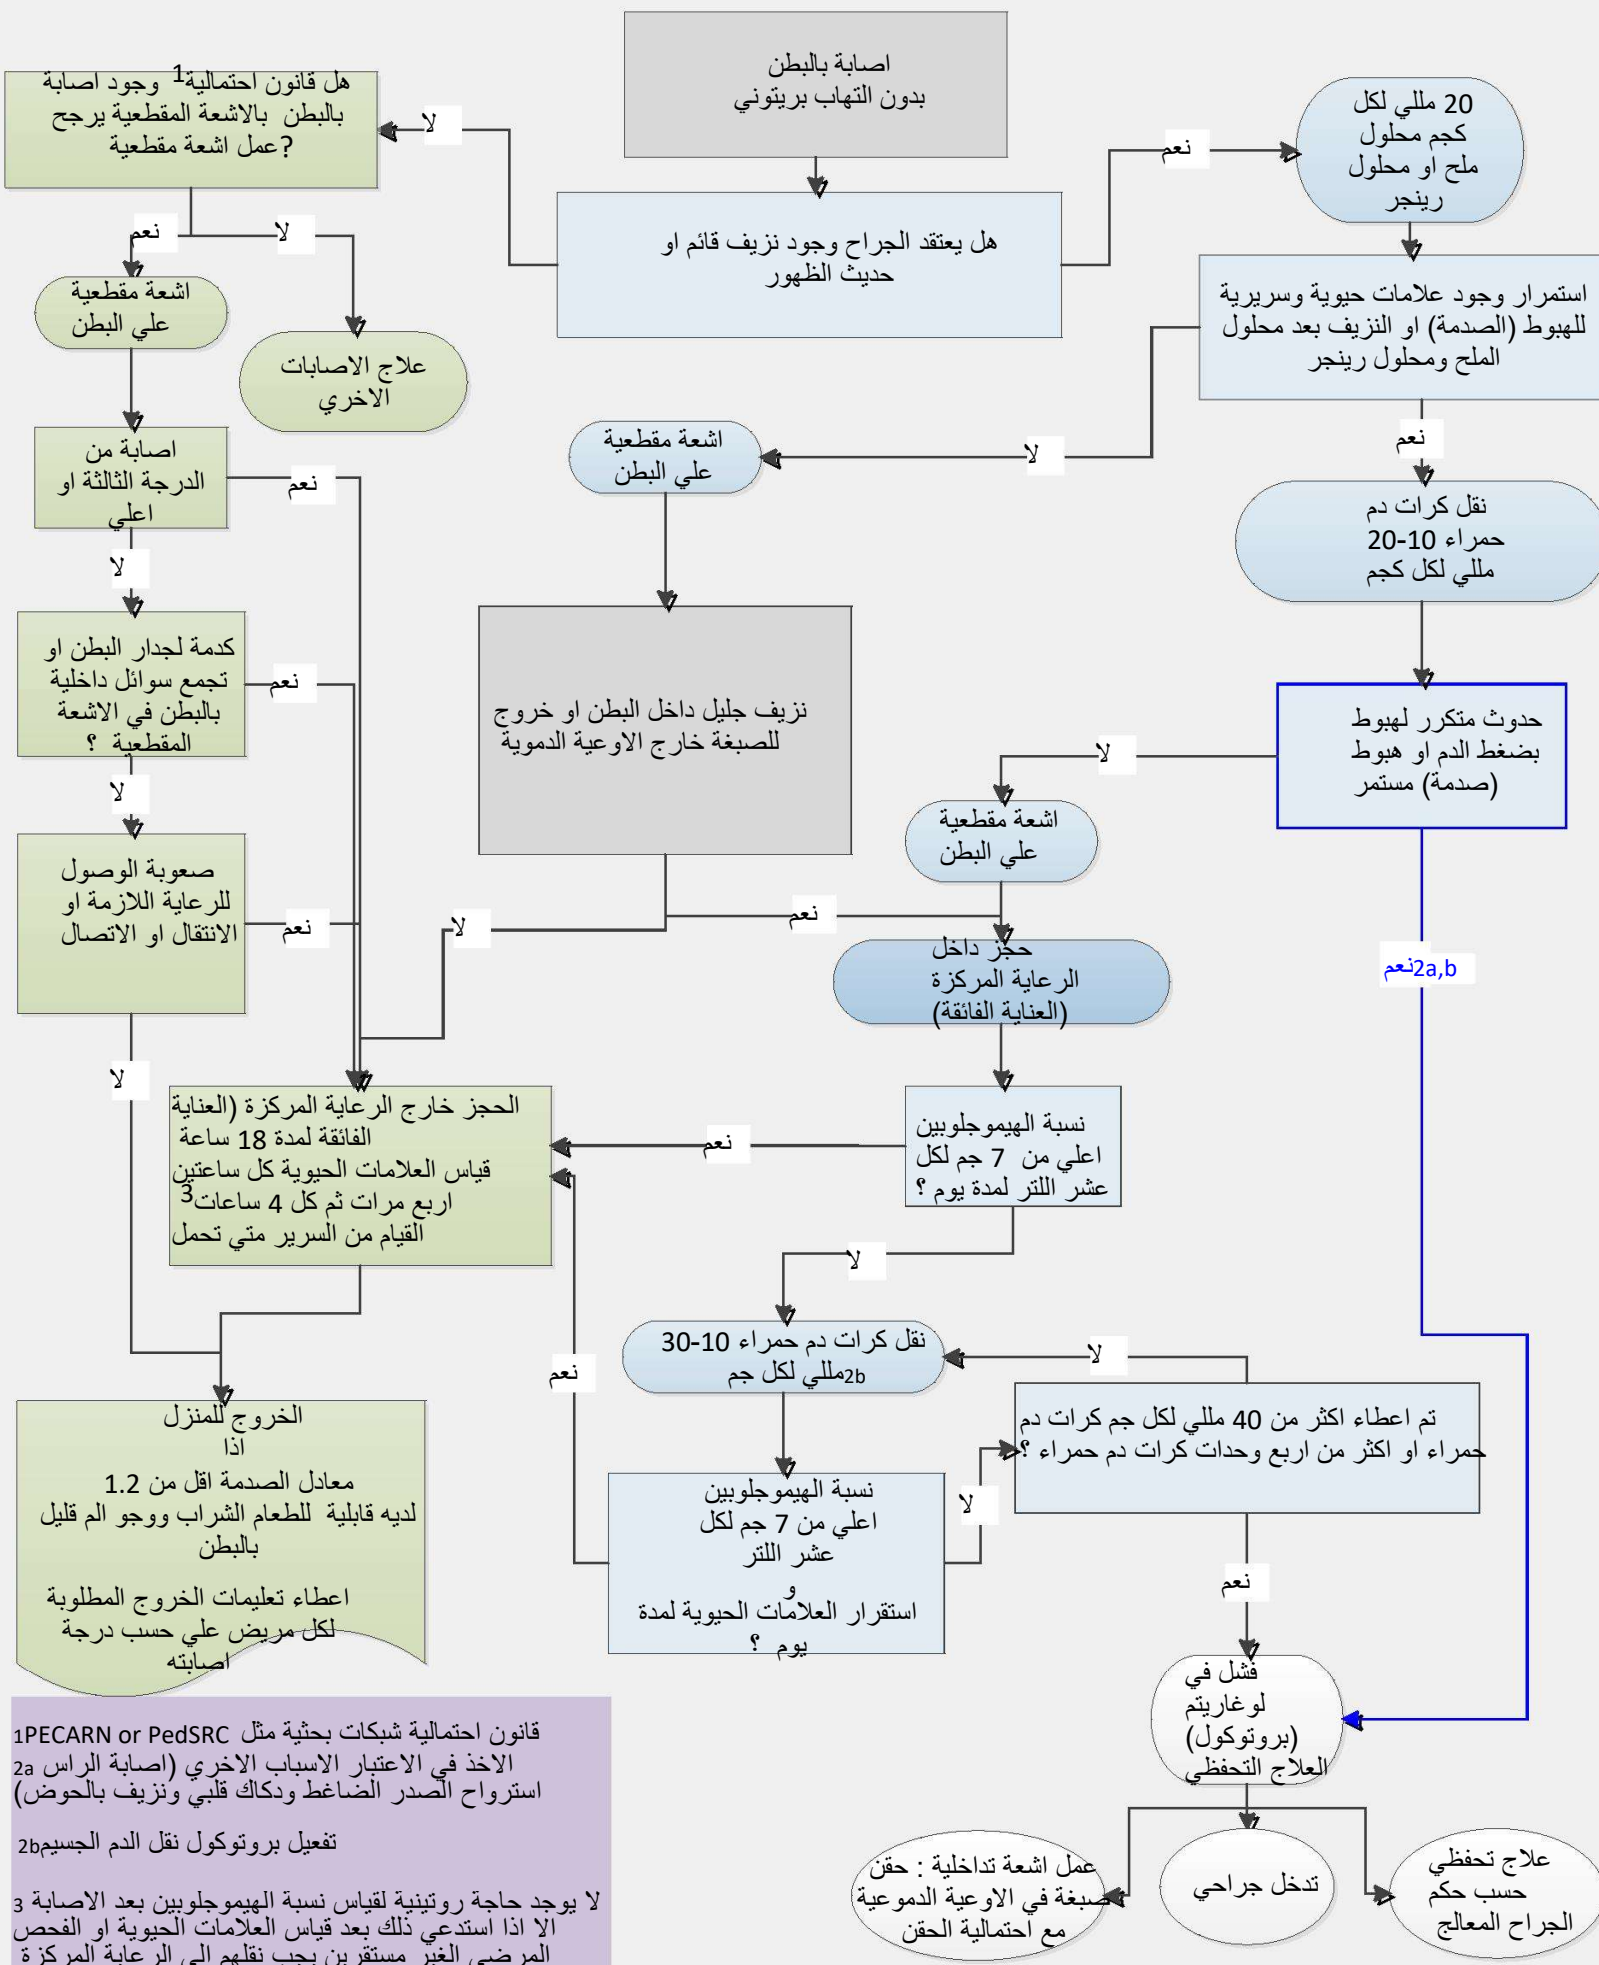 اصابة بالبطن
بدون التهاب بريتوني
هل يعتقد الجراح وجود نزيف قائم او
حديث الظهور
نعم
20 مللي لكل
كجم محلول
ملح او محلول
رينجر
استمرار وجود علامات حيوية وسريرية
للهبوط (الصدمة) او النزيف بعد محلول
الملح ومحلول رينجر
نعم
نقل كرات دم
حمراء 10-20
مللي لكل كجم
حدوث متكرر لهبوط
بضغط الدم او هبوط
(صدمة) مستمر
نعم2a,b
لا
اشعة مقطعية
علي البطن
لا
اشعة مقطعية
علي البطن
نزيف جليل داخل البطن او خروج
للصبغة خارج الاوعية الدموية
نعم
لا
حجز داخل
الرعاية المركزة
(العناية الفائقة)
نسبة الهيموجلوبين
اعلي من 7 جم لكل
عشر اللتر لمدة يوم ؟
نعم
لا
نقل كرات دم حمراء 10-30
مللي لكل جم2b
نسبة الهيموجلوبين
اعلي من 7 جم لكل
عشر اللتر
و
استقرار العلامات الحيوية لمدة
يوم ؟
نعم
لا
تم اعطاء اكثر من 40 مللي لكل جم كرات دم
حمراء او اكثر من اربع وحدات كرات دم حمراء ؟
لا
نعم
فشل في
لوغاريتم
(بروتوكول)
العلاج التحفظي
علاج تحفظي
حسب حكم
الجراح المعالج
تدخل جراحي
عمل اشعة تداخلية : حقن
صبغة في الاوعية الدموعية
مع احتمالية الحقن
لا
هل قانون احتمالية1 وجود اصابة
بالبطن بالاشعة المقطعية يرجح
عمل اشعة مقطعية?
لا
علاج الاصابات
الاخري
نعم
اشعة مقطعية
علي البطن
اصابة من
الدرجة الثالثة او
اعلي
نعم
لا
كدمة لجدار البطن او
تجمع سوائل داخلية
بالبطن في الاشعة
المقطعية ؟
نعم
لا
صعوبة الوصول
للرعاية اللازمة او
الانتقال او الاتصال
نعم
لا
الحجز خارج الرعاية المركزة (العناية
الفائقة لمدة 18 ساعة
قياس العلامات الحيوية كل ساعتين
اربع مرات ثم كل 4 ساعات3
القيام من السرير متي تحمل
الخروج للمنزل
اذا
معادل الصدمة اقل من 1.2
لديه قابلية للطعام الشراب ووجو الم قليل
بالبطن
اعطاء تعليمات الخروج المطلوبة
لكل مريض علي حسب درجة
اصابته
قانون احتمالية شبكات بحثية مثل 1PECARN or PedSRC
الاخذ في الاعتبار الاسباب الاخري (اصابة الراس 2a
استرواح الصدر الضاغط ودكاك قلبي ونزيف بالحوض)
تفعيل بروتوكول نقل الدم الجسيم2b
لا يوجد حاجة روتينية لقياس نسبة الهيموجلوبين بعد الاصابة 3
الا اذا استدعي ذلك بعد قياس العلامات الحيوية او الفحص
المرضي الغير مستقرين يجب نقلهم الي الرعاية المركزة